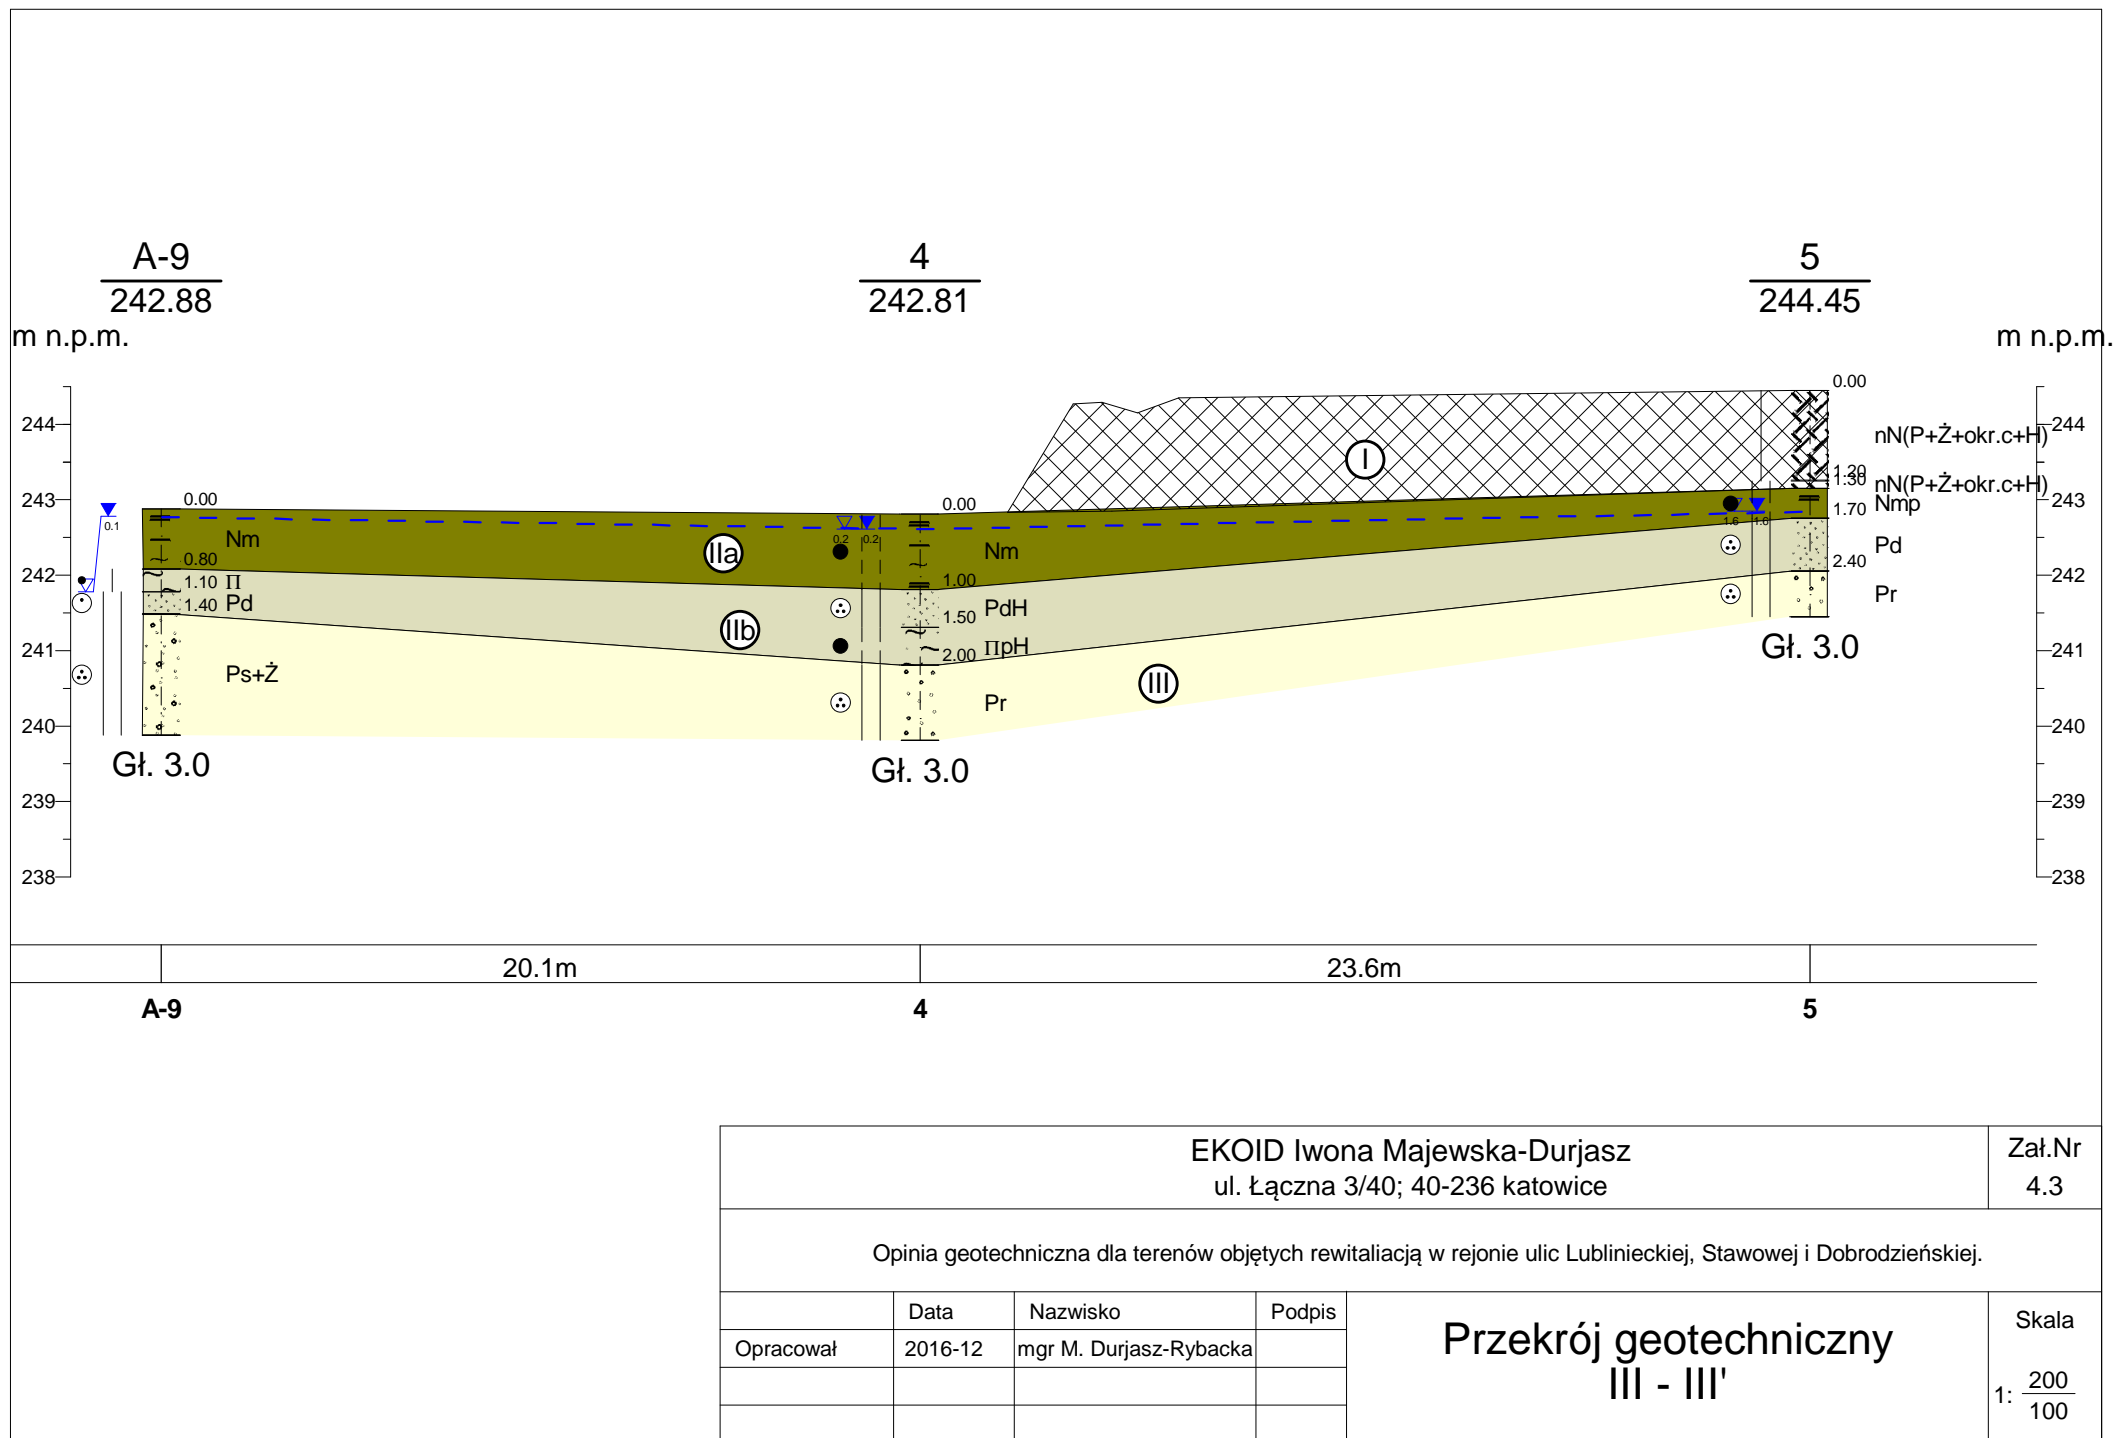 A-9
242.88
4
242.81
5
244.45
m n.p.m.
m n.p.m.
244
243
242
241
240
239
238
244
243
242
241
240
239
238
0.1
0.00
Nm
0.80
1.10 Π
1.40 Pd
Ps+Ż
Gł. 3.0
IIa
IIb
0.2 0.2
0.00
Nm
1.00
PdH
1.50
ΠpH
2.00
Pr
Gł. 3.0
I
III
1.6 1.6
0.00
nN(P+Ż+okr.c+H)
1.20
1.30
nN(P+Ż+okr.c+H)
Nmp
1.70
Pd
2.40
Pr
Gł. 3.0
20.1m
23.6m
A-9
4
5
EKOID Iwona Majewska-Durjasz
ul. Łączna 3/40; 40-236 katowice
Zał.Nr
4.3
Opinia geotechniczna dla terenów objętych rewitaliacją w rejonie ulic Lublinieckiej, Stawowej i Dobrodzieńskiej.
Data
Nazwisko
Podpis
Opracował
2016-12
mgr M. Durjasz-Rybacka
Przekrój geotechniczny
III - III'
Skala
1: 200
100